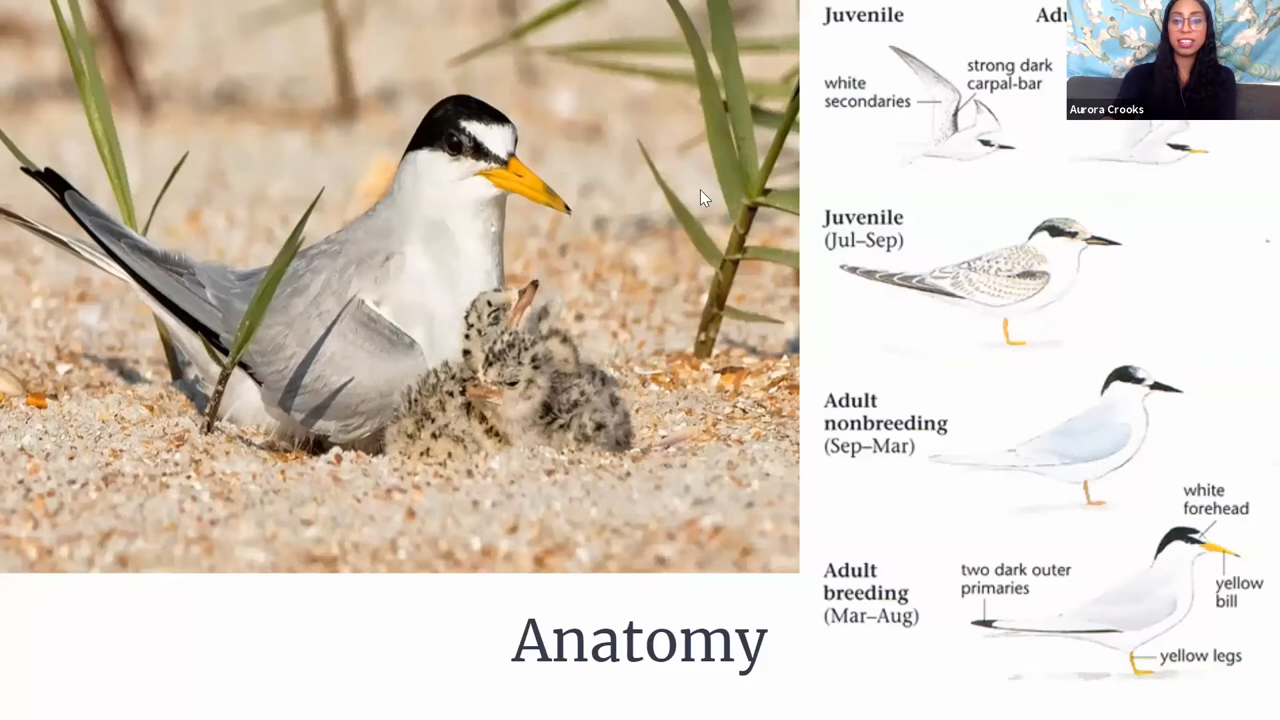 Juvenile
Adu
white
secondaries
strong dark
carpal-bar
Aurora Crooks
Juvenile
(Jul–Sep)
Adult
nonbreeding
(Sep–Mar)
white
forehead
Adult
breeding
(Mar–Aug)
two dark outer
primaries
yellow
bill
yellow legs
Anatomy